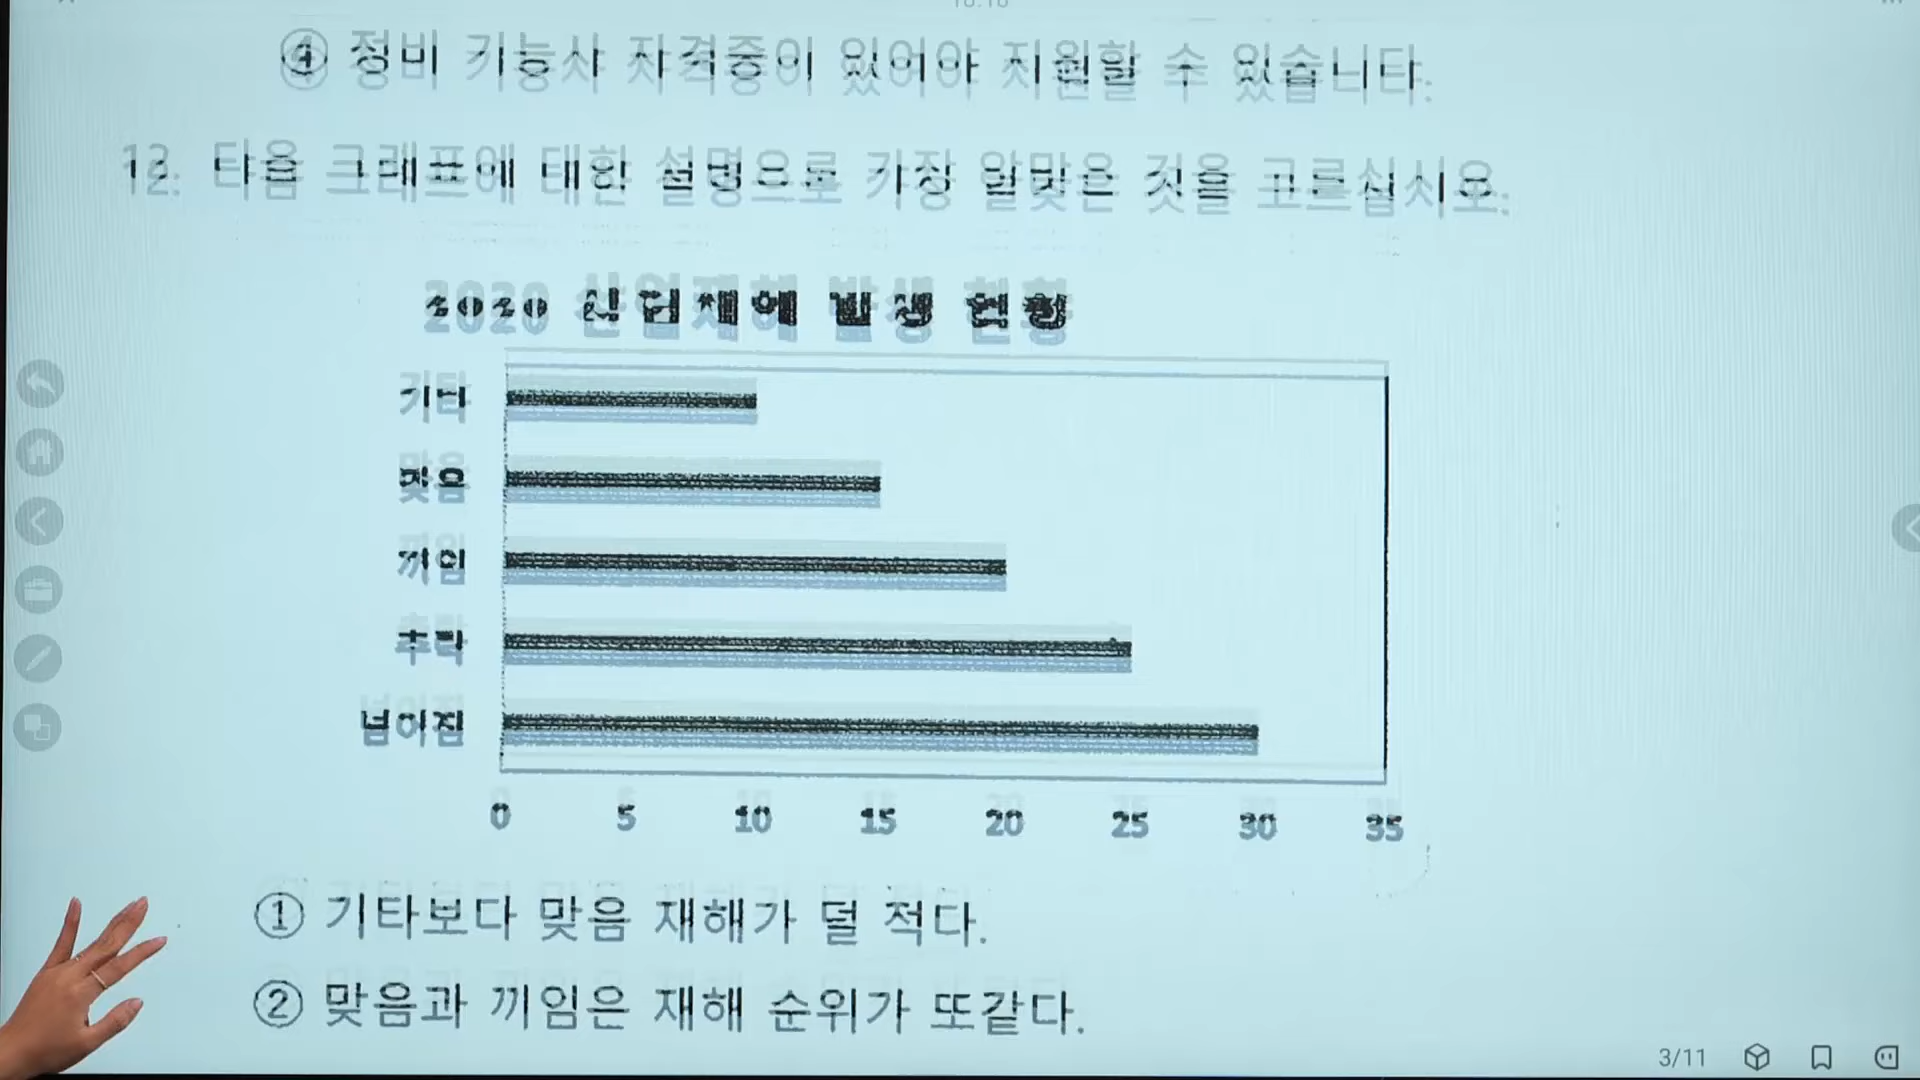 ④ 정비 기능사 자격증이 있어야 지원할 수 있습니다.
12. 다음 그래프에 대한 설명으로 가장 알맞은 것을 고르십시오.
2020 산업재해 발생 현황
기타
맞음
끼임
추락
넘어짐
0 5 10 15 20 25 30 35
① 기타보다 맞음 재해가 덜 적다.
② 맞음과 끼임은 재해 순위가 또같다.
3/11